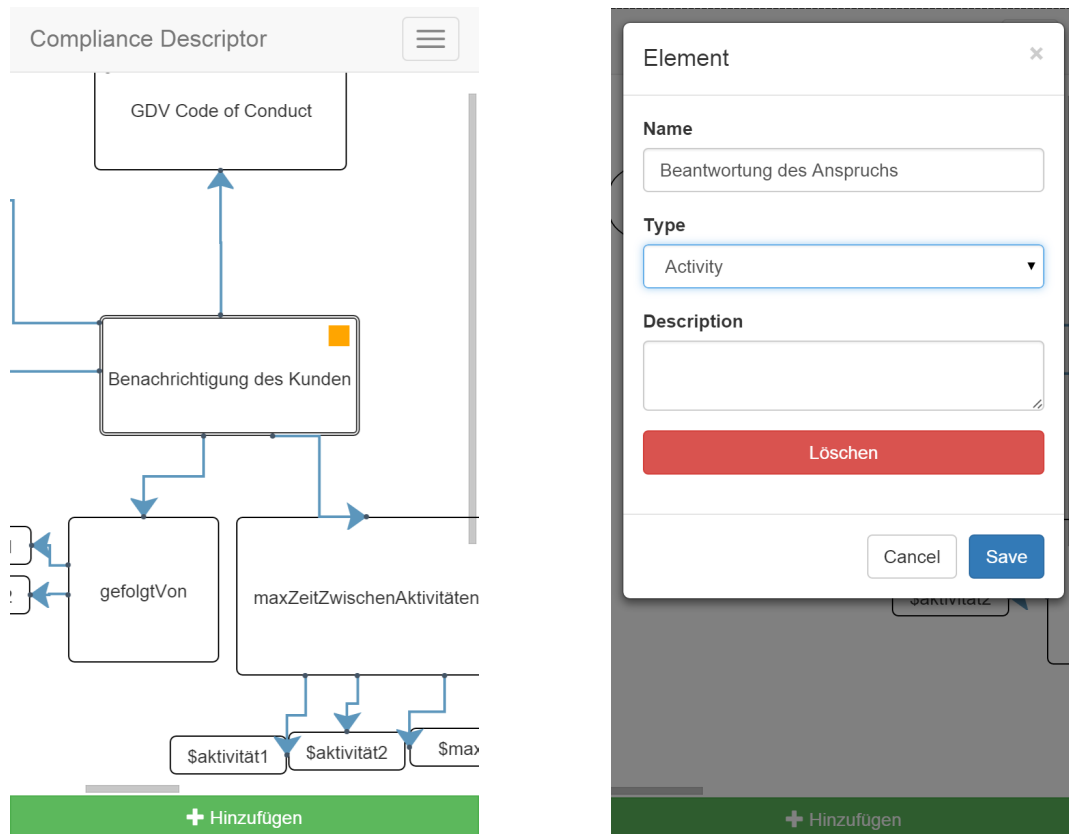 Compliance Descriptor
GDV Code of Conduct
Benachrichtigung des Kunden
gefolgtVon
maxZeitZwischenAktivitäten
$aktivität1
$aktivität2
$max
Hinzufügen
Element
×
Name
Beantwortung des Anspruchs
Type
Activity
Description
Löschen
Cancel
Save
$aktivität2
Hinzufügen